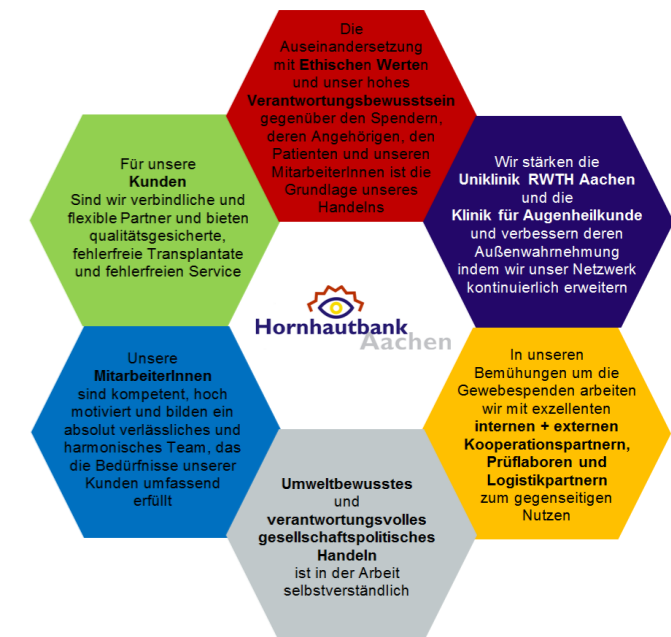 Die
Auseinandersetzung
mit Ethischen Werten
und unser hohes
Verantwortungsbewusstsein
gegenüber den Spendern,
deren Angehörigen, den
Patienten und unseren
MitarbeiterInnen ist die
Grundlage unseres
Handelns
Wir stärken die
Uniklinik RWTH Aachen
und die
Klinik für Augenheilkunde
und verbessern deren
Außenwahrnehmung
indem wir unser Netzwerk
kontinuierlich erweitern
In unseren
Bemühungen um die
Gewebespenden arbeiten
wir mit exzellenten
internen + externen
Kooperationspartnern,
Prüflaboren und
Logistikpartnern
zum gegenseitigen
Nutzen
Umweltbewusstes
und
verantwortungsvolles
gesellschaftspolitisches
Handeln
ist in der Arbeit
selbstverständlich
Unsere
MitarbeiterInnen
sind kompetent, hoch
motiviert und bilden ein
absolut verlässliches und
harmonisches Team, das
die Bedürfnisse unserer
Kunden umfassend
erfüllt
Für unsere
Kunden
Sind wir verbindliche und
flexible Partner und bieten
qualitätsgesicherte,
fehlerfreie Transplantate
und fehlerfreien Service
Hornhautbank
Aachen